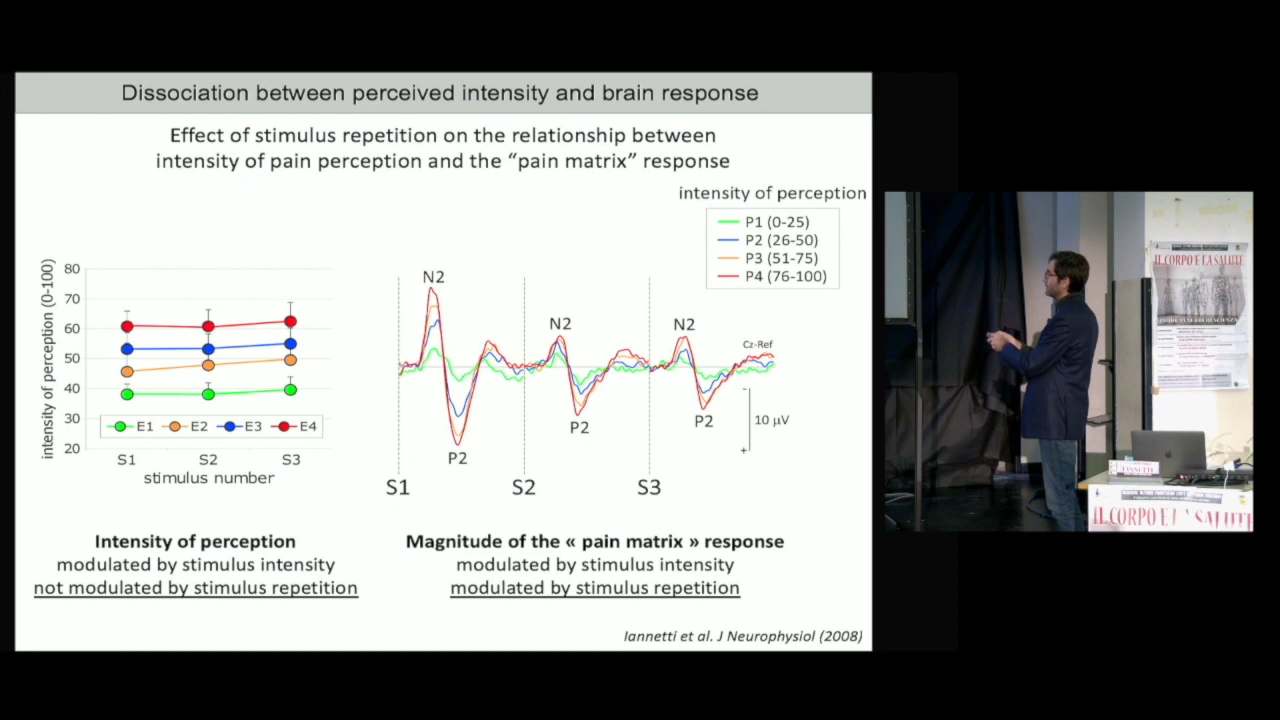 Dissociation between perceived intensity and brain response
Effect of stimulus repetition on the relationship between
intensity of pain perception and the “pain matrix” response
intensity of perception
P1 (0-25)
P2 (26-50)
P3 (51-75)
P4 (76-100)
intensity of perception (0-100)
80
70
60
50
40
30
20
E1 E2 E3 E4
S1 S2 S3
stimulus number
N2
N2
N2
P2
P2
P2
Cz-Ref
-
10 µV
+
S1 S2 S3
Intensity of perception
modulated by stimulus intensity
not modulated by stimulus repetition
Magnitude of the « pain matrix » response
modulated by stimulus intensity
modulated by stimulus repetition
Iannetti et al. J Neurophysiol (2008)
IL CORPO E LA SALUTE
IANNETTI
IL CORPO E L' SALUTE